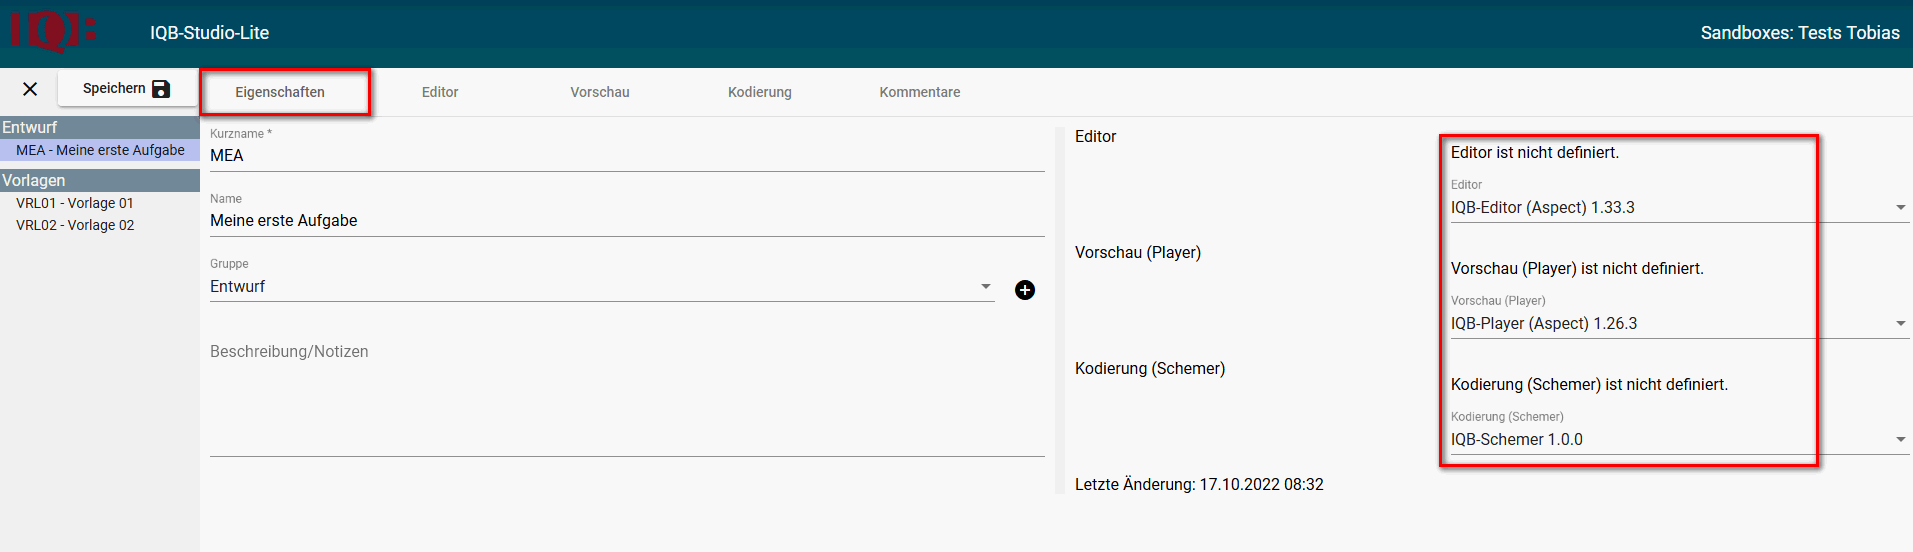 IQB:
IQB-Studio-Lite
Sandboxes: Tests Tobias
Speichern
Eigenschaften
Editor
Vorschau
Kodierung
Kommentare
Entwurf
MEA - Meine erste Aufgabe
Vorlagen
VRL01 - Vorlage 01
VRL02 - Vorlage 02
Kurzname *
MEA
Name
Meine erste Aufgabe
Gruppe
Entwurf
Beschreibung/Notizen
Editor
Editor ist nicht definiert.
Editor
IQB-Editor (Aspect) 1.33.3
Vorschau (Player)
Vorschau (Player) ist nicht definiert.
Vorschau (Player)
IQB-Player (Aspect) 1.26.3
Kodierung (Schemer)
Kodierung (Schemer) ist nicht definiert.
Kodierung (Schemer)
IQB-Schemer 1.0.0
Letzte Änderung: 17.10.2022 08:32